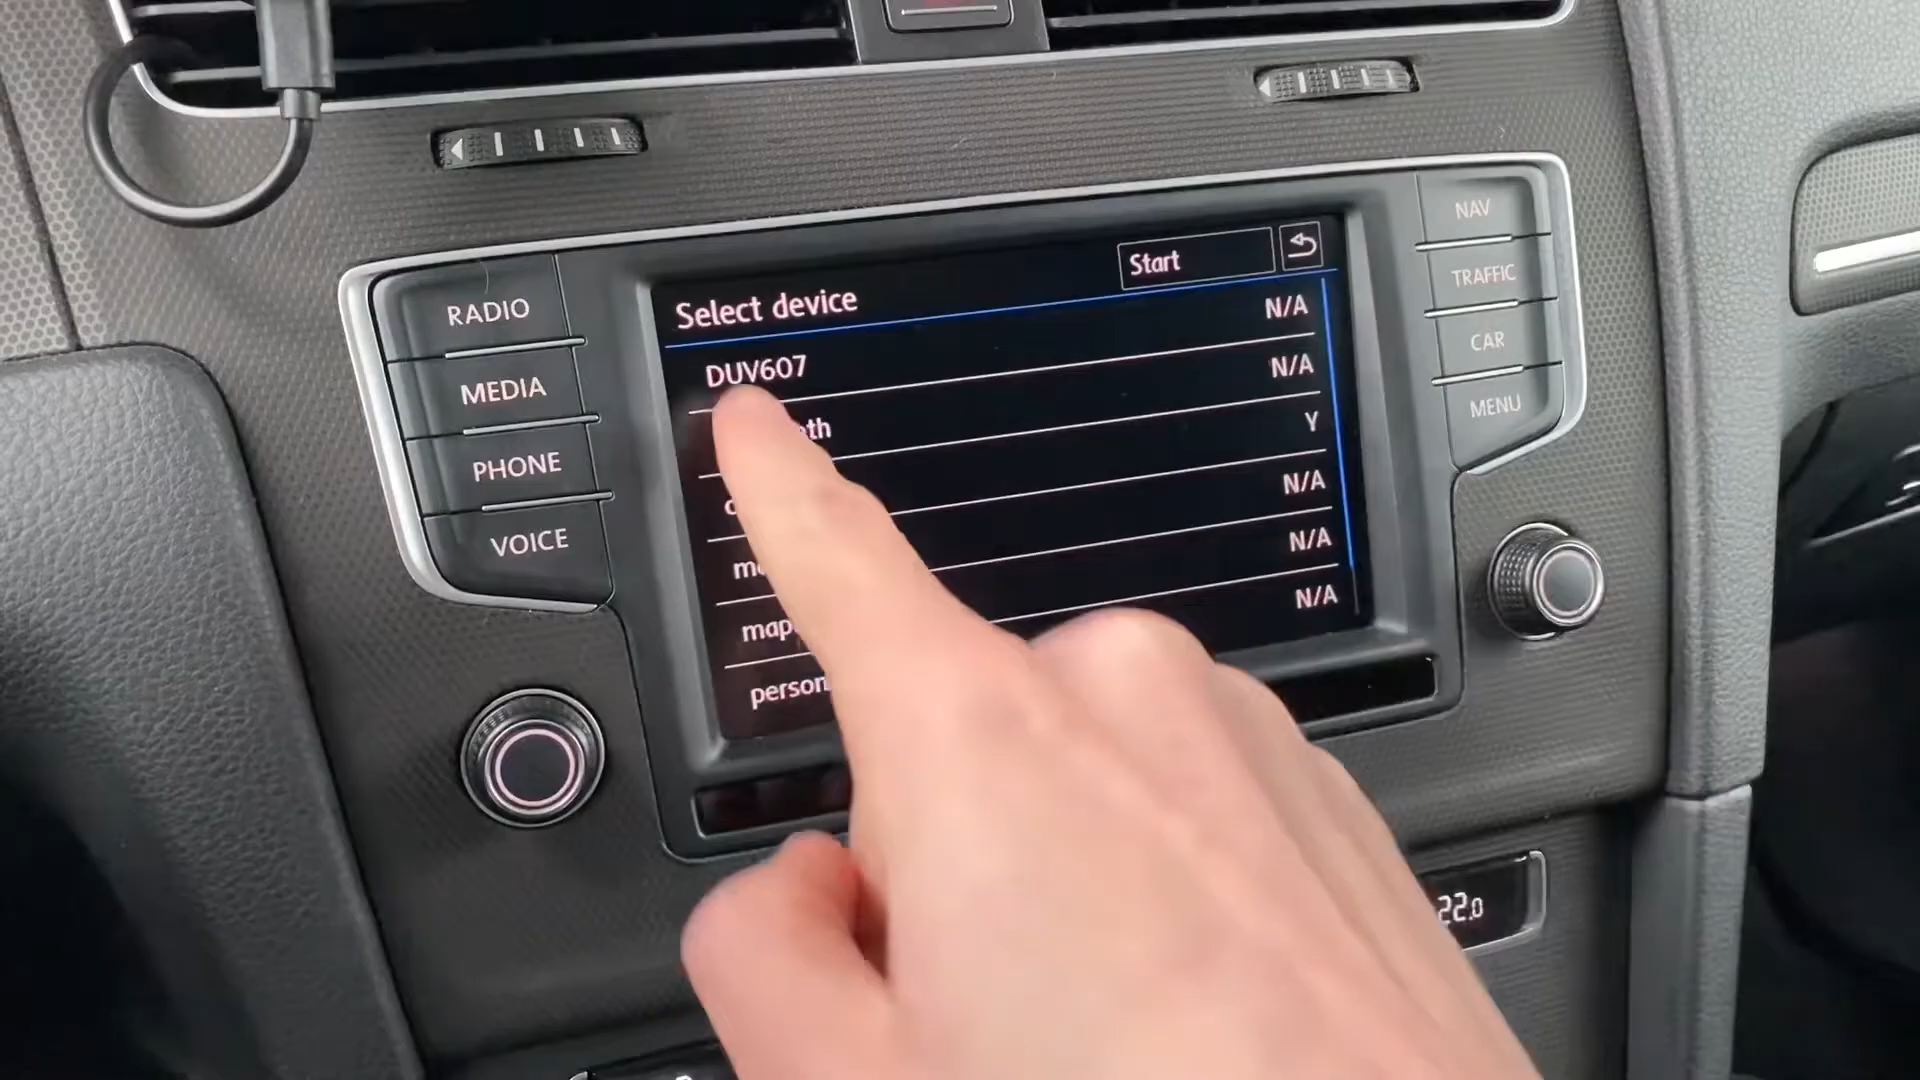 RADIO
MEDIA
PHONE
VOICE
Start
Select device
N/A
DUV607
N/A
Y
N/A
N/A
N/A
NAV
TRAFFIC
CAR
MENU
22.0